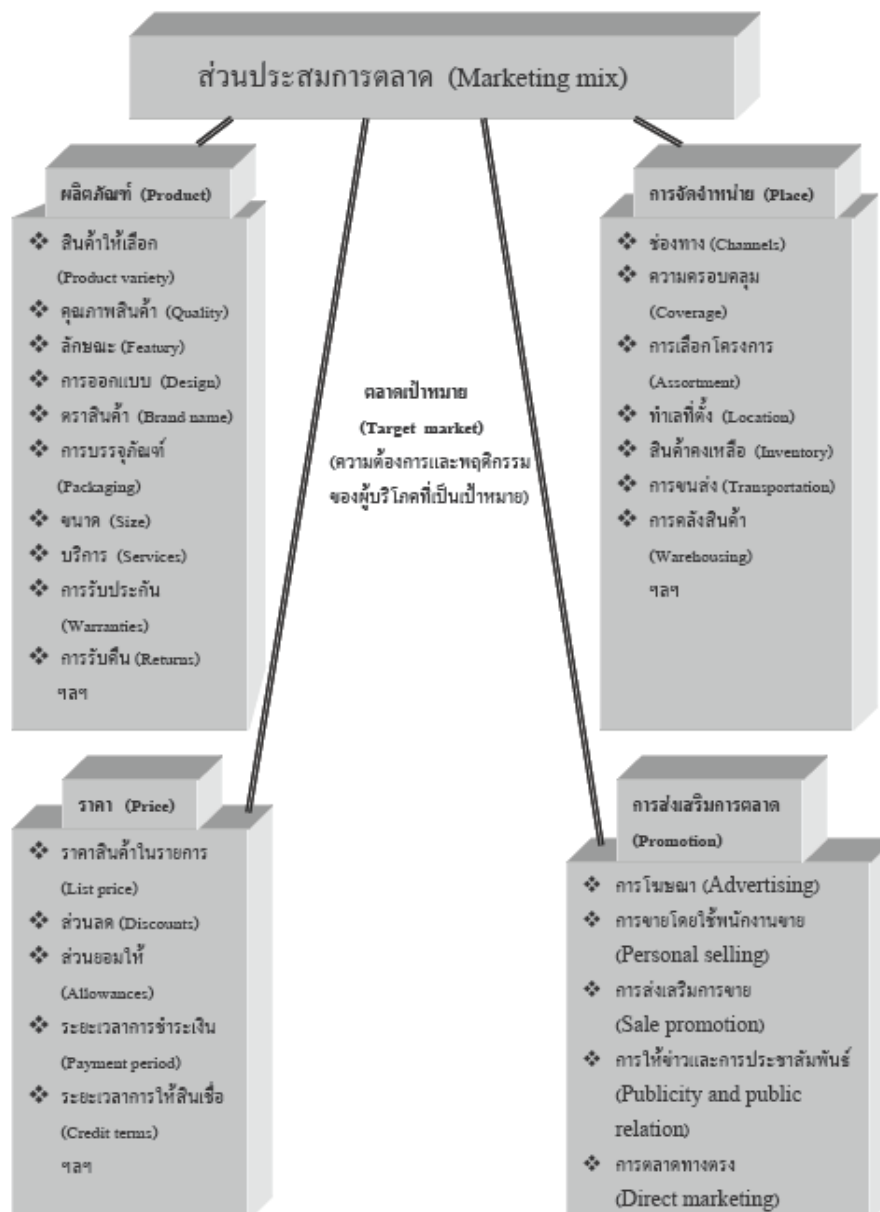 ส่วนประสมการตลาด (Marketing mix)
ผลิตภัณฑ์ (Product)
❖ สินค้าให้เลือก
(Product variety)
❖ คุณภาพสินค้า (Quality)
❖ ลักษณะ (Featury)
❖ การออกแบบ (Design)
❖ ตราสินค้า (Brand name)
❖ การบรรจุภัณฑ์
(Packaging)
❖ ขนาด (Size)
❖ บริการ (Services)
❖ การรับประกัน
(Warranties)
❖ การรับคืน (Returns)
ฯลฯ
ตลาดเป้าหมาย
(Target market)
(ความต้องการและพฤติกรรม
ของผู้บริโภคที่เป็นเป้าหมาย)
การจัดจำหน่าย (Place)
❖ ช่องทาง (Channels)
❖ ความครอบคลุม
(Coverage)
❖ การเลือกโครงการ
(Assortment)
❖ ทำเลที่ตั้ง (Location)
❖ สินค้าคงเหลือ (Inventory)
❖ การขนส่ง (Transportation)
❖ การคลังสินค้า
(Warehousing)
ฯลฯ
ราคา (Price)
❖ ราคาสินค้าในรายการ
(List price)
❖ ส่วนลด (Discounts)
❖ ส่วนยอมให้
(Allowances)
❖ ระยะเวลาการชำระเงิน
(Payment period)
❖ ระยะเวลาการให้สินเชื่อ
(Credit terms)
ฯลฯ
การส่งเสริมการตลาด
(Promotion)
❖ การโฆษณา (Advertising)
❖ การขายโดยใช้พนักงานขาย
(Personal selling)
❖ การส่งเสริมการขาย
(Sale promotion)
❖ การให้ข่าวและการประชาสัมพันธ์
(Publicity and public
relation)
❖ การตลาดทางตรง
(Direct marketing)